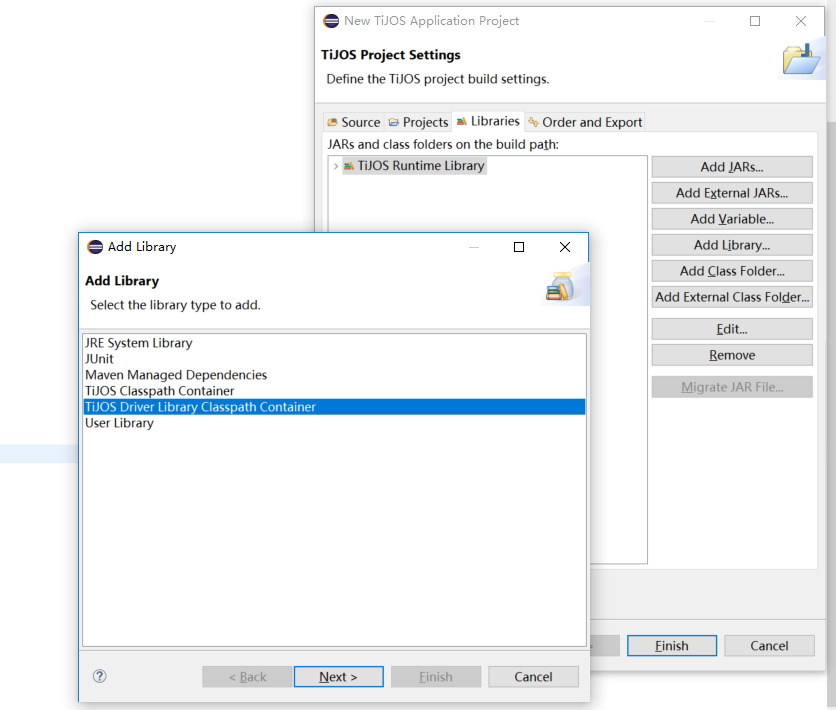 New TiJOS Application Project
TiJOS Project Settings
Define the TiJOS project build settings.
Source Projects Libraries Order and Export
JARs and class folders on the build path:
TiJOS Runtime Library
Add JARs...
Add External JARs...
Add Variable...
Add Library...
Add Class Folder...
Add External Class Folder...
Edit...
Remove
Migrate JAR File...
Finish Cancel
Add Library
Add Library
Select the library type to add.
JRE System Library
JUnit
Maven Managed Dependencies
TiJOS Classpath Container
TiJOS Driver Library Classpath Container
User Library
< Back Next > Finish Cancel